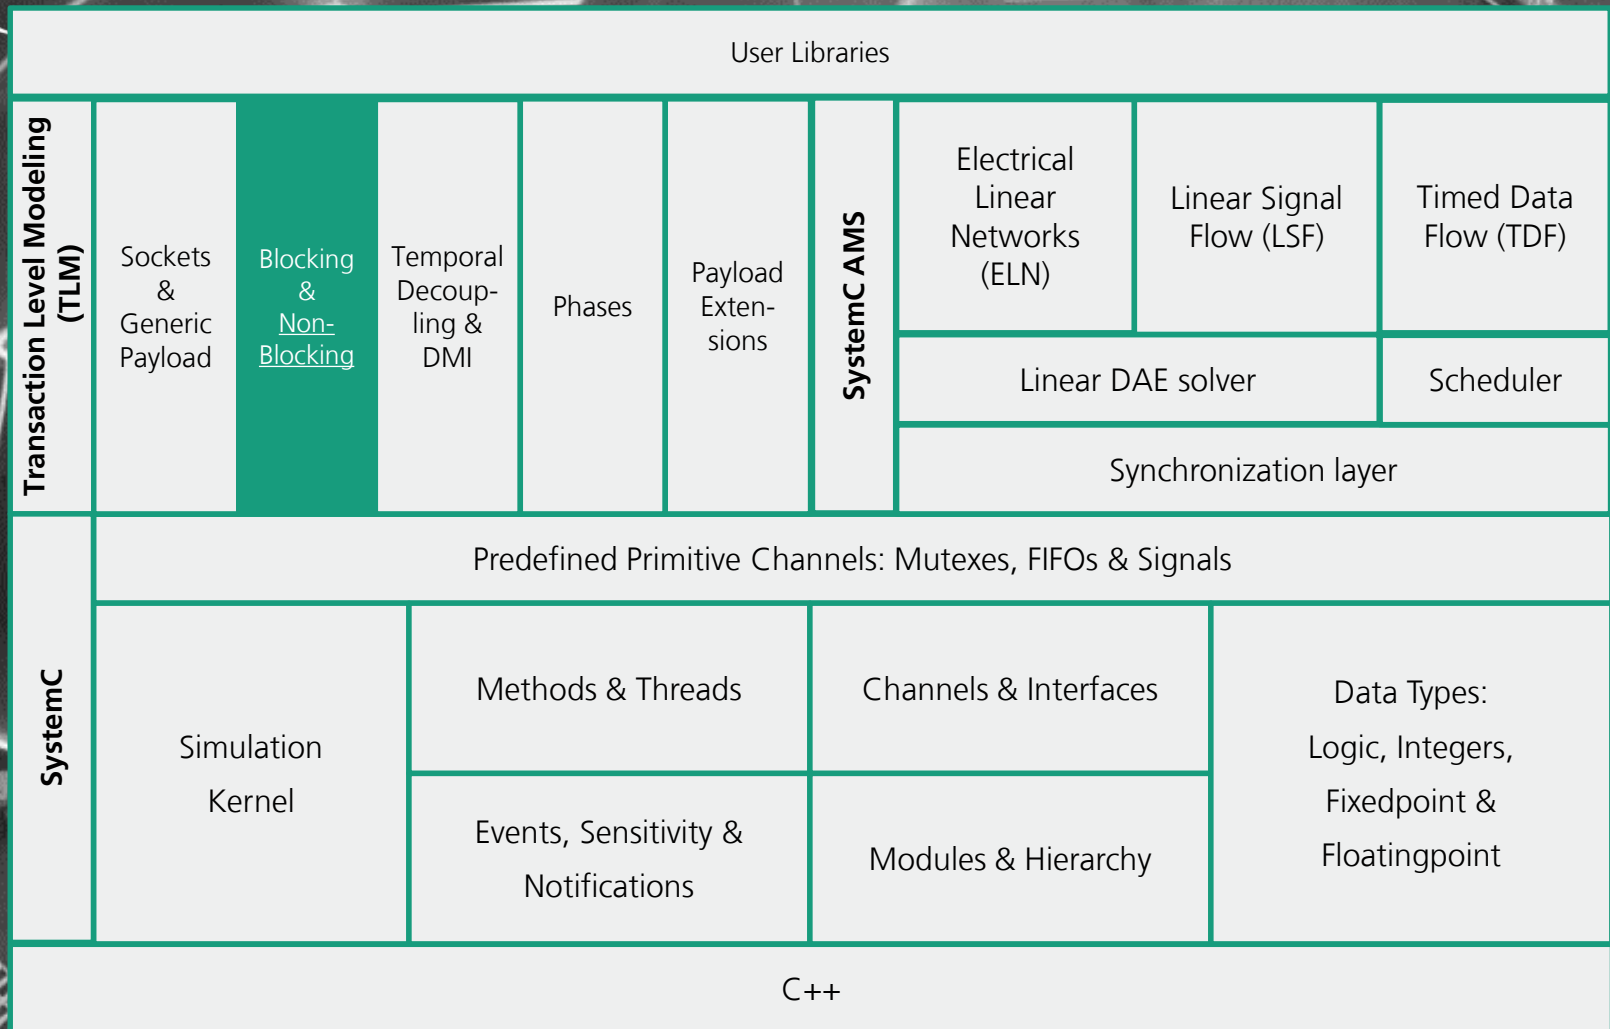 User Libraries
Transaction Level Modeling
(TLM)
Sockets
&
Generic
Payload
Blocking
&
Non-
Blocking
Temporal
Decoup-
ling &
DMI
Phases
Payload
Exten-
sions
SystemC AMS
Electrical
Linear
Networks
(ELN)
Linear Signal
Flow (LSF)
Timed Data
Flow (TDF)
Linear DAE solver
Scheduler
Synchronization layer
SystemC
Predefined Primitive Channels: Mutexes, FIFOs & Signals
Simulation
Kernel
Methods & Threads
Channels & Interfaces
Events, Sensitivity &
Notifications
Modules & Hierarchy
Data Types:
Logic, Integers,
Fixedpoint &
Floatingpoint
C++